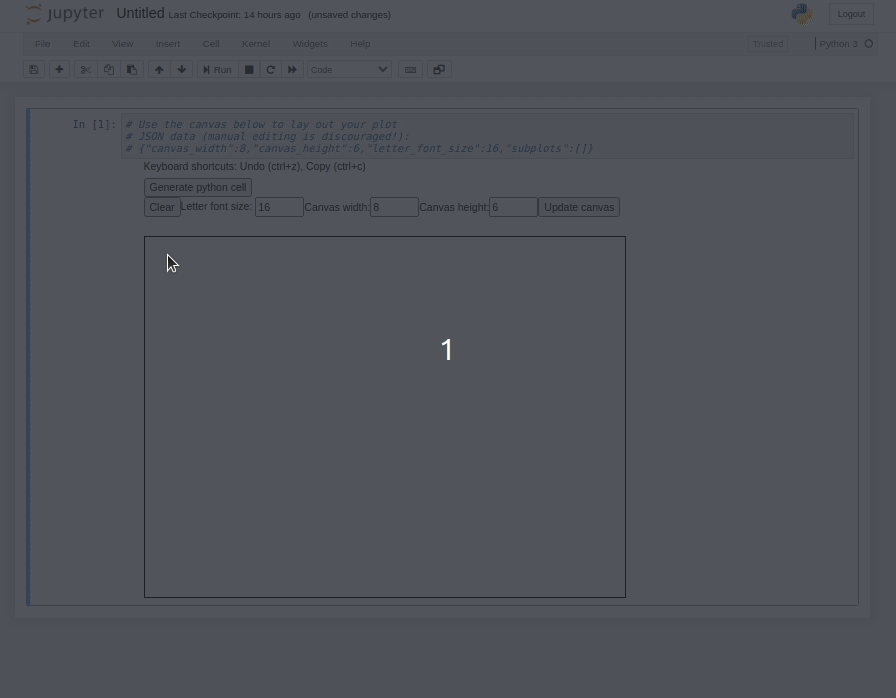 jupyter Untitled Last Checkpoint: 14 hours ago (unsaved changes) Logout
File Edit View Insert Cell Kernel Widgets Help Trusted Python 3
Run Code
In [1]: # Use the canvas below to lay out your plot
# JSON data (manual editing is discouraged!):
# {"canvas_width":8,"canvas_height":6,"letter_font_size":16,"subplots":[]}
Keyboard shortcuts: Undo (ctrl+z), Copy (ctrl+c)
Generate python cell
Clear Letter font size: 16 Canvas width: 8 Canvas height: 6 Update canvas
1